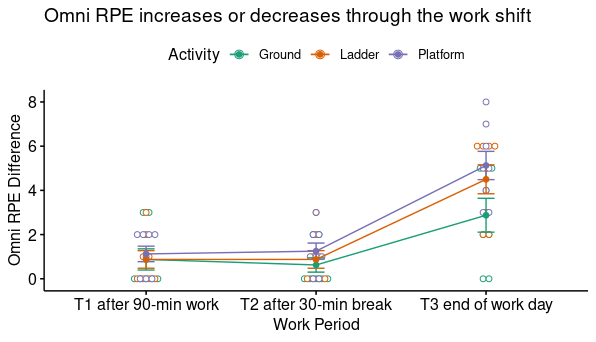 Omni RPE increases or decreases through the work shift
Activity Ground Ladder Platform
Omni RPE Difference
8
6
4
2
0
T1 after 90-min work T2 after 30-min break T3 end of work day
Work Period